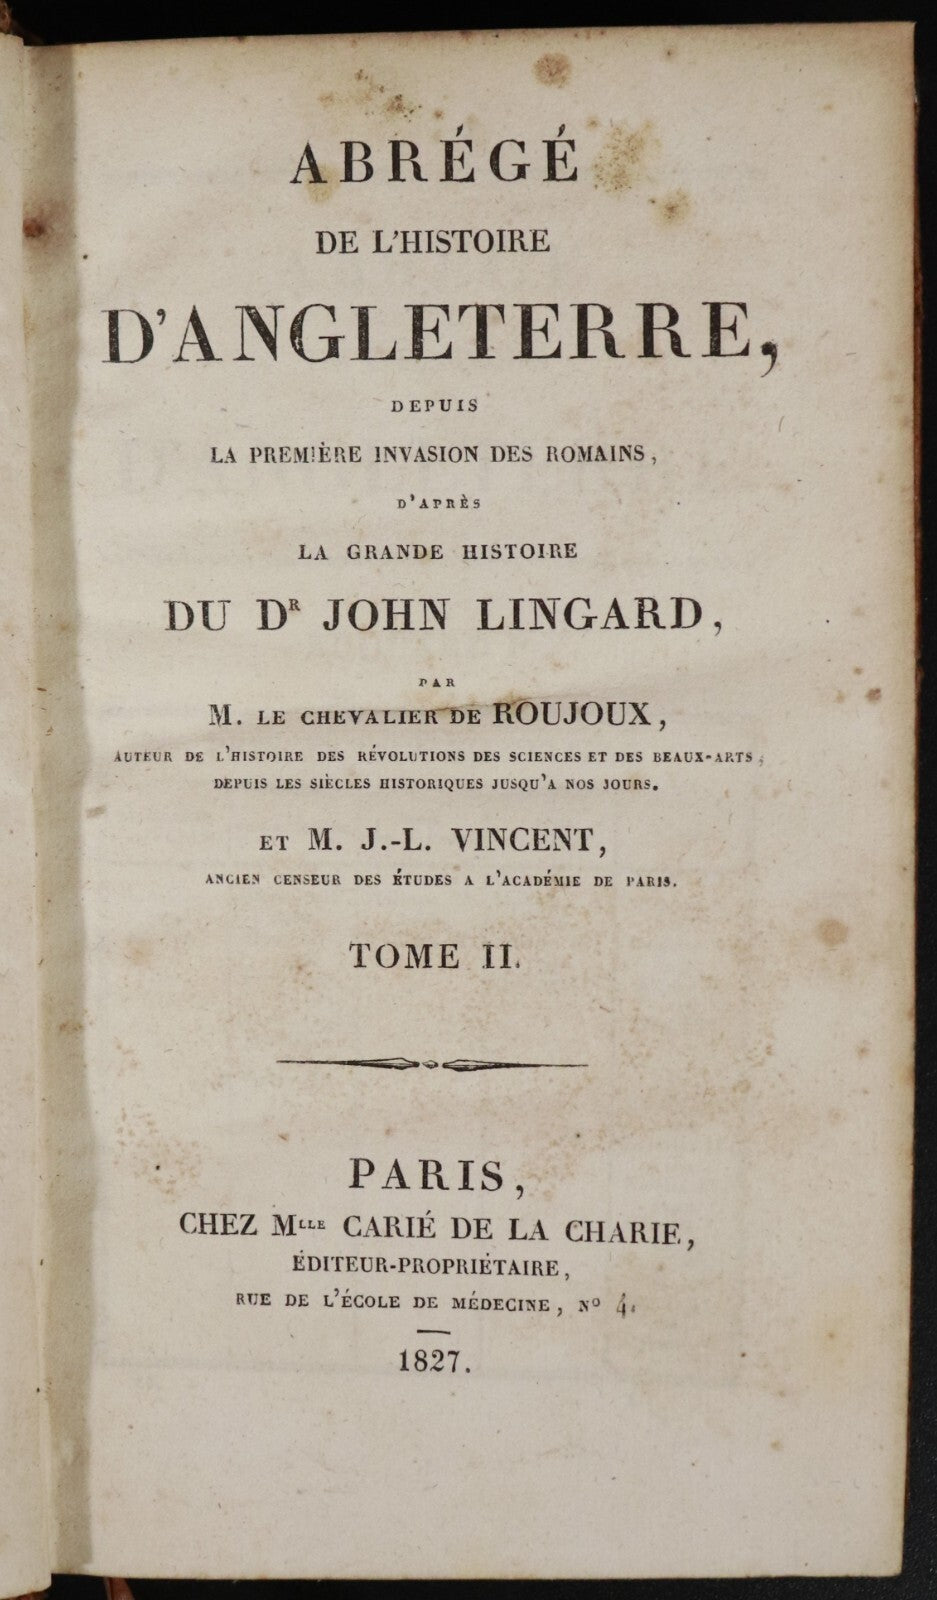 ABRÉGÉ
DE L'HISTOIRE
D'ANGLETERRE,
DEPUIS
LA PREMIÈRE INVASION DES ROMAINS,
D'APRÈS
LA GRANDE HISTOIRE
DU DR JOHN LINGARD,
PAR
M. LE CHEVALIER DE ROUJOUX,
AUTEUR DE L'HISTOIRE DES RÉVOLUTIONS DES SCIENCES ET DES BEAUX-ARTS,
DEPUIS LES SIÈCLES HISTORIQUES JUSQU'A NOS JOURS.
ET M. J.-L. VINCENT,
ANCIEN CENSEUR DES ÉTUDES A L'ACADÉMIE DE PARIS.
TOME II.
PARIS,
CHEZ MLLE CARIÉ DE LA CHARIE,
ÉDITEUR-PROPRIÉTAIRE,
RUE DE L'ÉCOLE DE MÉDECINE, No 4.
1827.